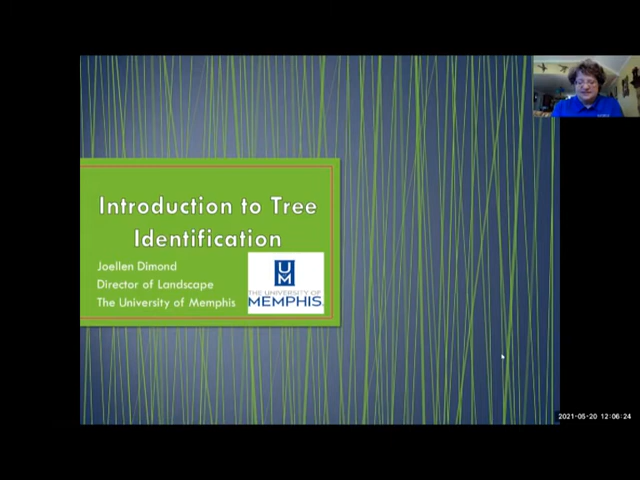 Introduction to Tree
Identification
Joellen Dimond
Director of Landscape
The University of Memphis
UM
THE UNIVERSITY OF
MEMPHIS.
2021-05-20 12:06:24